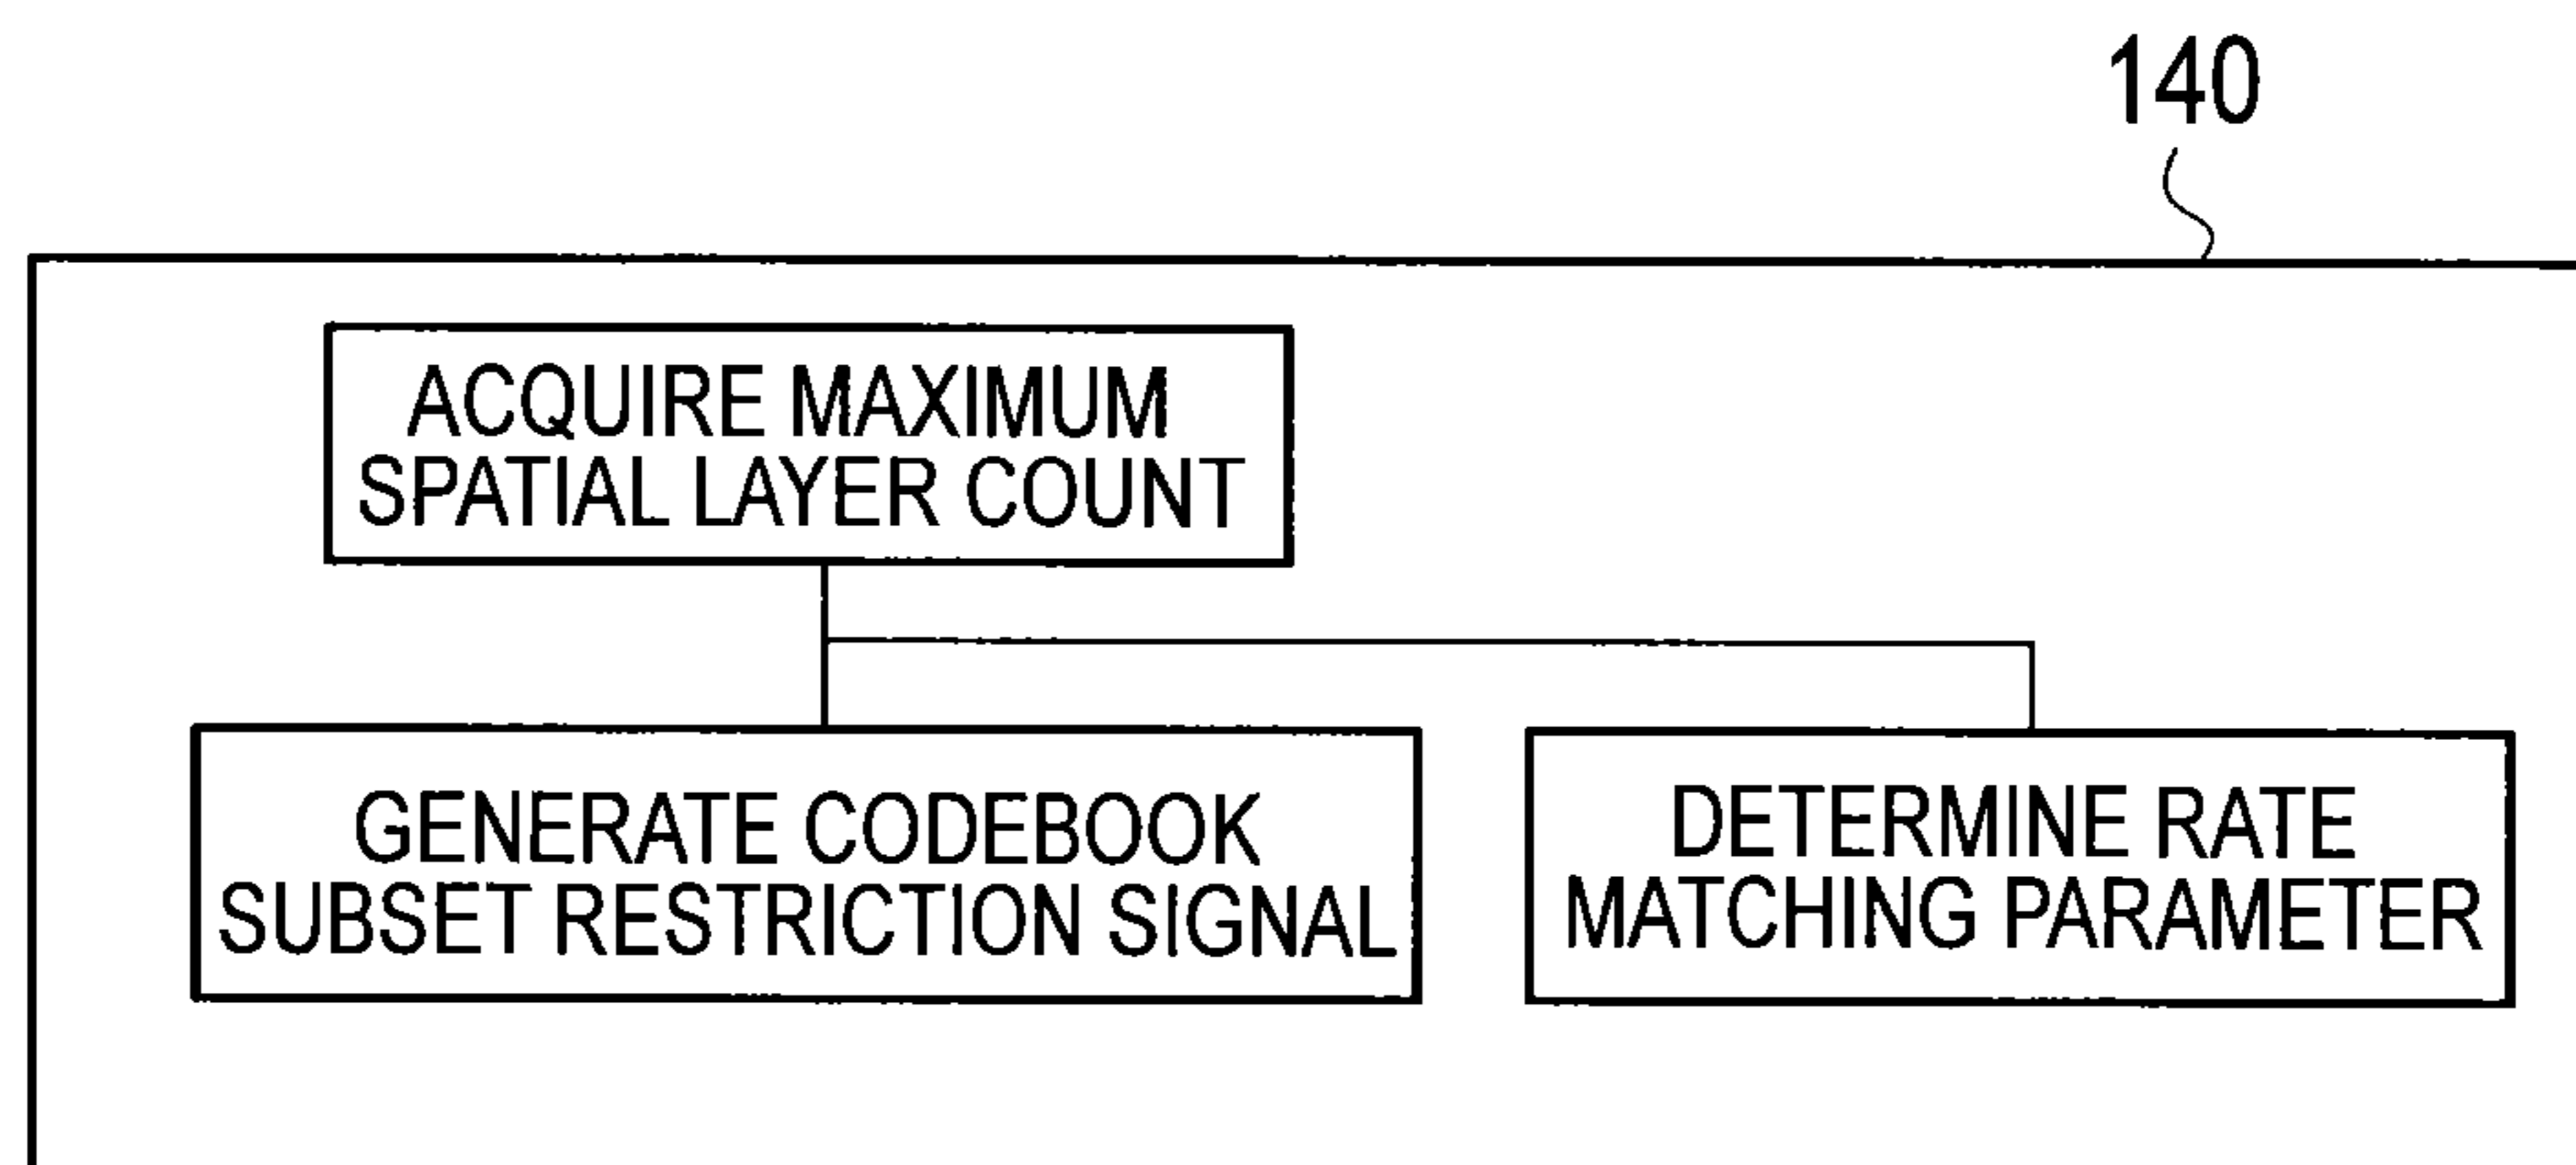 140
ACQUIRE MAXIMUM
SPATIAL LAYER COUNT
GENERATE CODEBOOK
SUBSET RESTRICTION SIGNAL
DETERMINE RATE
MATCHING PARAMETER